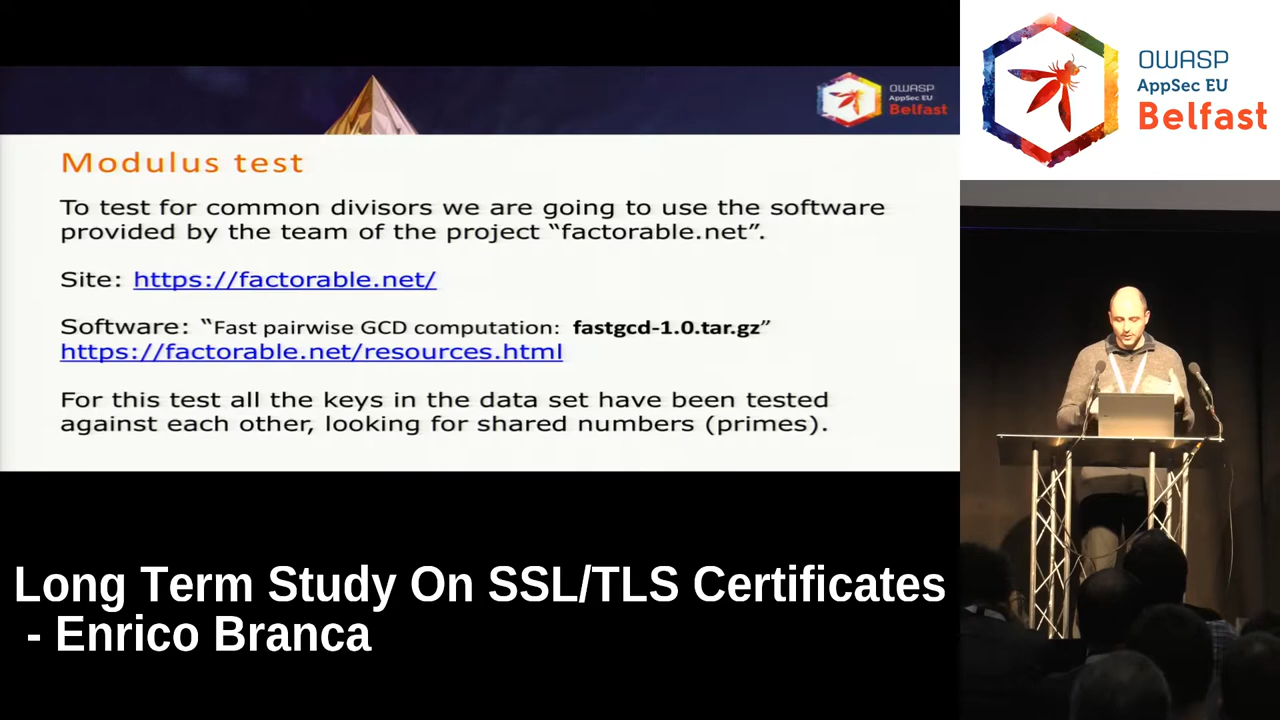 OWASP
AppSec EU
Belfast
Modulus test
To test for common divisors we are going to use the software
provided by the team of the project “factorable.net”.
Site: https://factorable.net/
Software: “Fast pairwise GCD computation: fastgcd-1.0.tar.gz”
https://factorable.net/resources.html
For this test all the keys in the data set have been tested
against each other, looking for shared numbers (primes).
OWASP
AppSec EU
Belfast
Long Term Study On SSL/TLS Certificates
- Enrico Branca